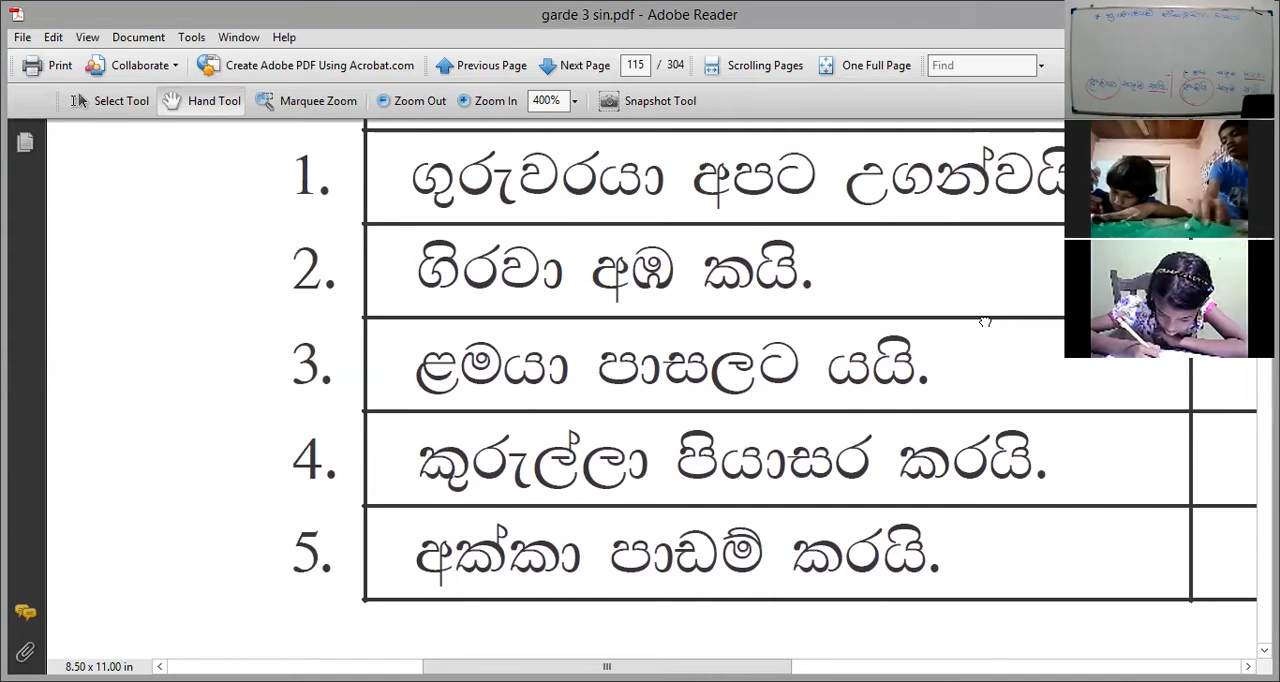 garde 3 sin.pdf - Adobe Reader
File Edit View Document Tools Window Help
Print Collaborate Create Adobe PDF Using Acrobat.com Previous Page Next Page 115 / 304 Scrolling Pages One Full Page Find
Select Tool Hand Tool Marquee Zoom Zoom Out Zoom In 400% Snapshot Tool
1. ගුරුවරයා අපට උගන්වයි
2. ගිරවා අඹ කයි.
3. ළමයා පාසලට යයි.
4. කුරුල්ලා පියාසර කරයි.
5. අක්කා පාඩම් කරයි.
8.50 x 11.00 in